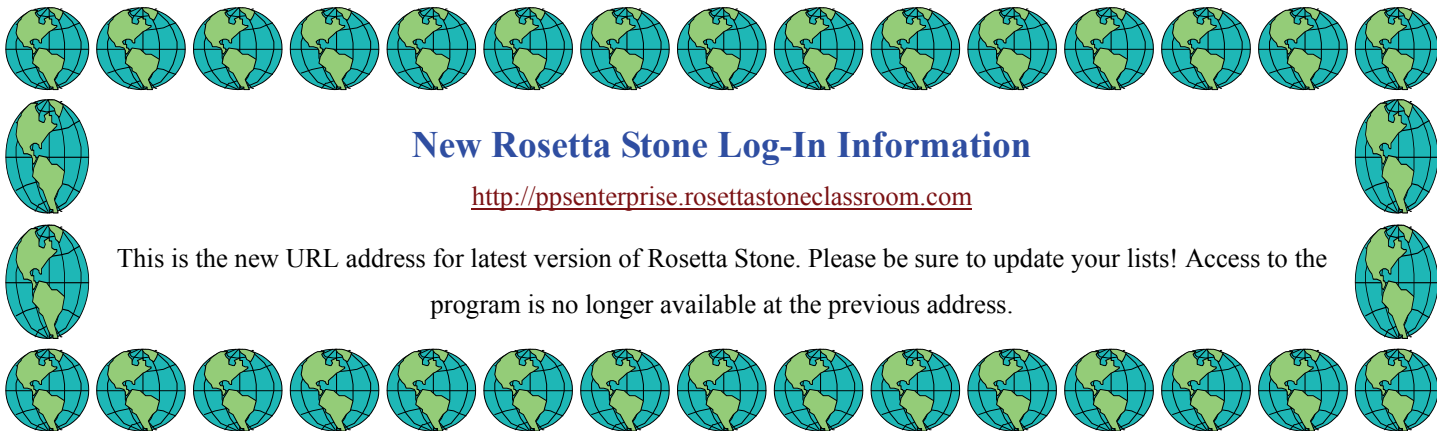 New Rosetta Stone Log-In Information
http://ppsenterprise.rosettastoneclassroom.com
This is the new URL address for latest version of Rosetta Stone. Please be sure to update your lists! Access to the
program is no longer available at the previous address.